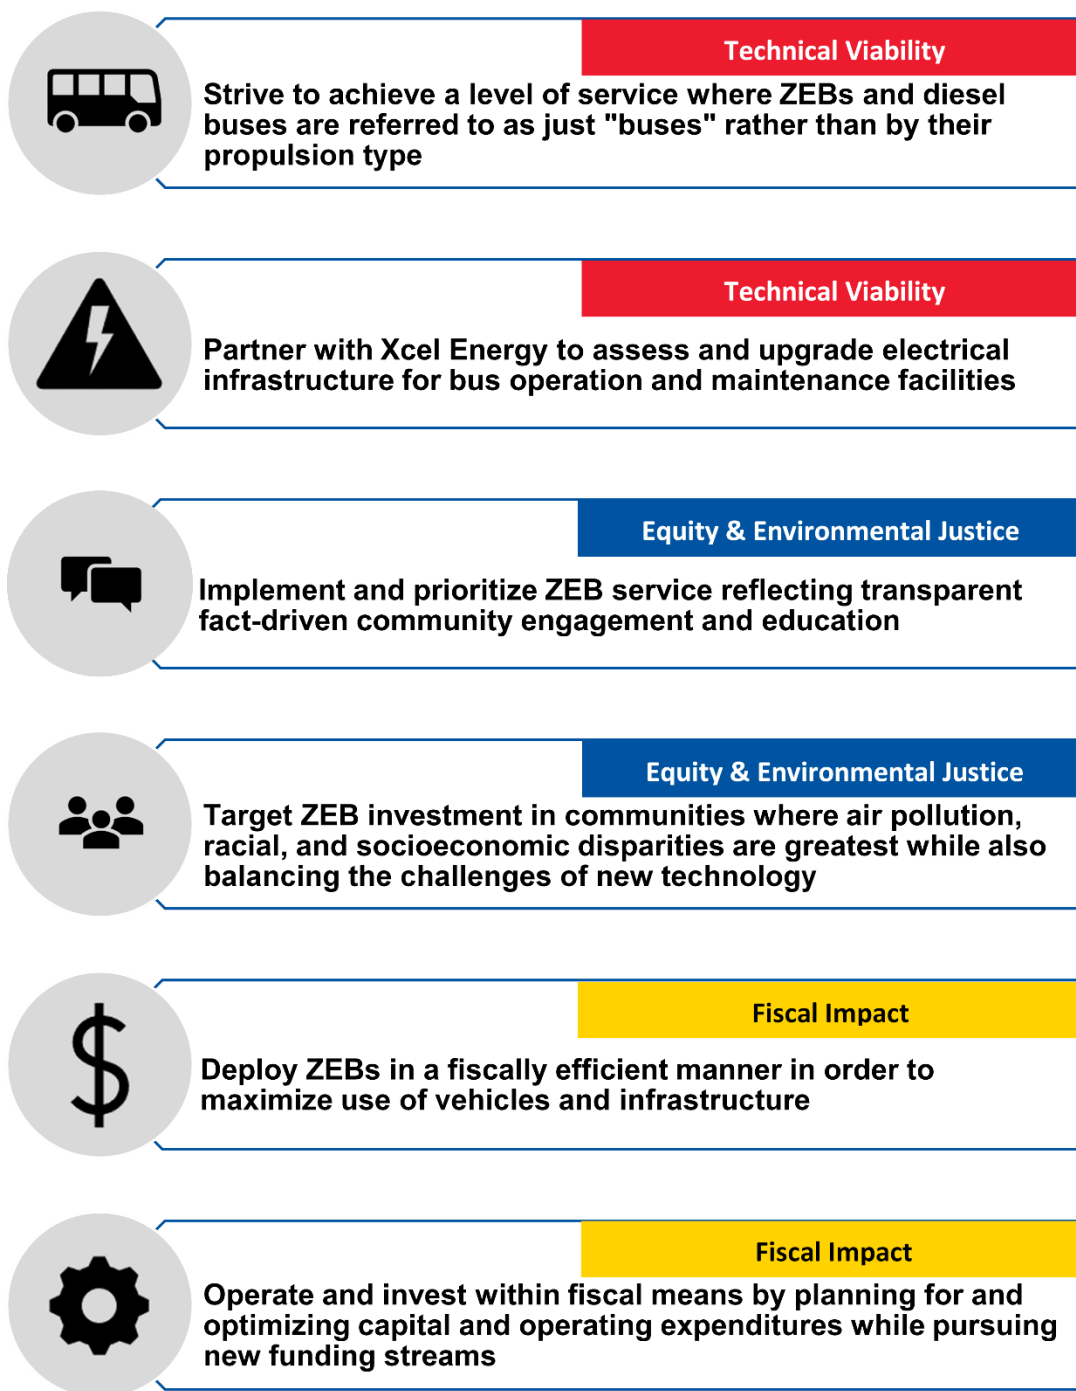 Technical Viability
Strive to achieve a level of service where ZEBs and diesel
buses are referred to as just "buses" rather than by their
propulsion type
Technical Viability
Partner with Xcel Energy to assess and upgrade electrical
infrastructure for bus operation and maintenance facilities
Equity & Environmental Justice
Implement and prioritize ZEB service reflecting transparent
fact-driven community engagement and education
Equity & Environmental Justice
Target ZEB investment in communities where air pollution,
racial, and socioeconomic disparities are greatest while also
balancing the challenges of new technology
Fiscal Impact
Deploy ZEBs in a fiscally efficient manner in order to
maximize use of vehicles and infrastructure
Fiscal Impact
Operate and invest within fiscal means by planning for and
optimizing capital and operating expenditures while pursuing
new funding streams